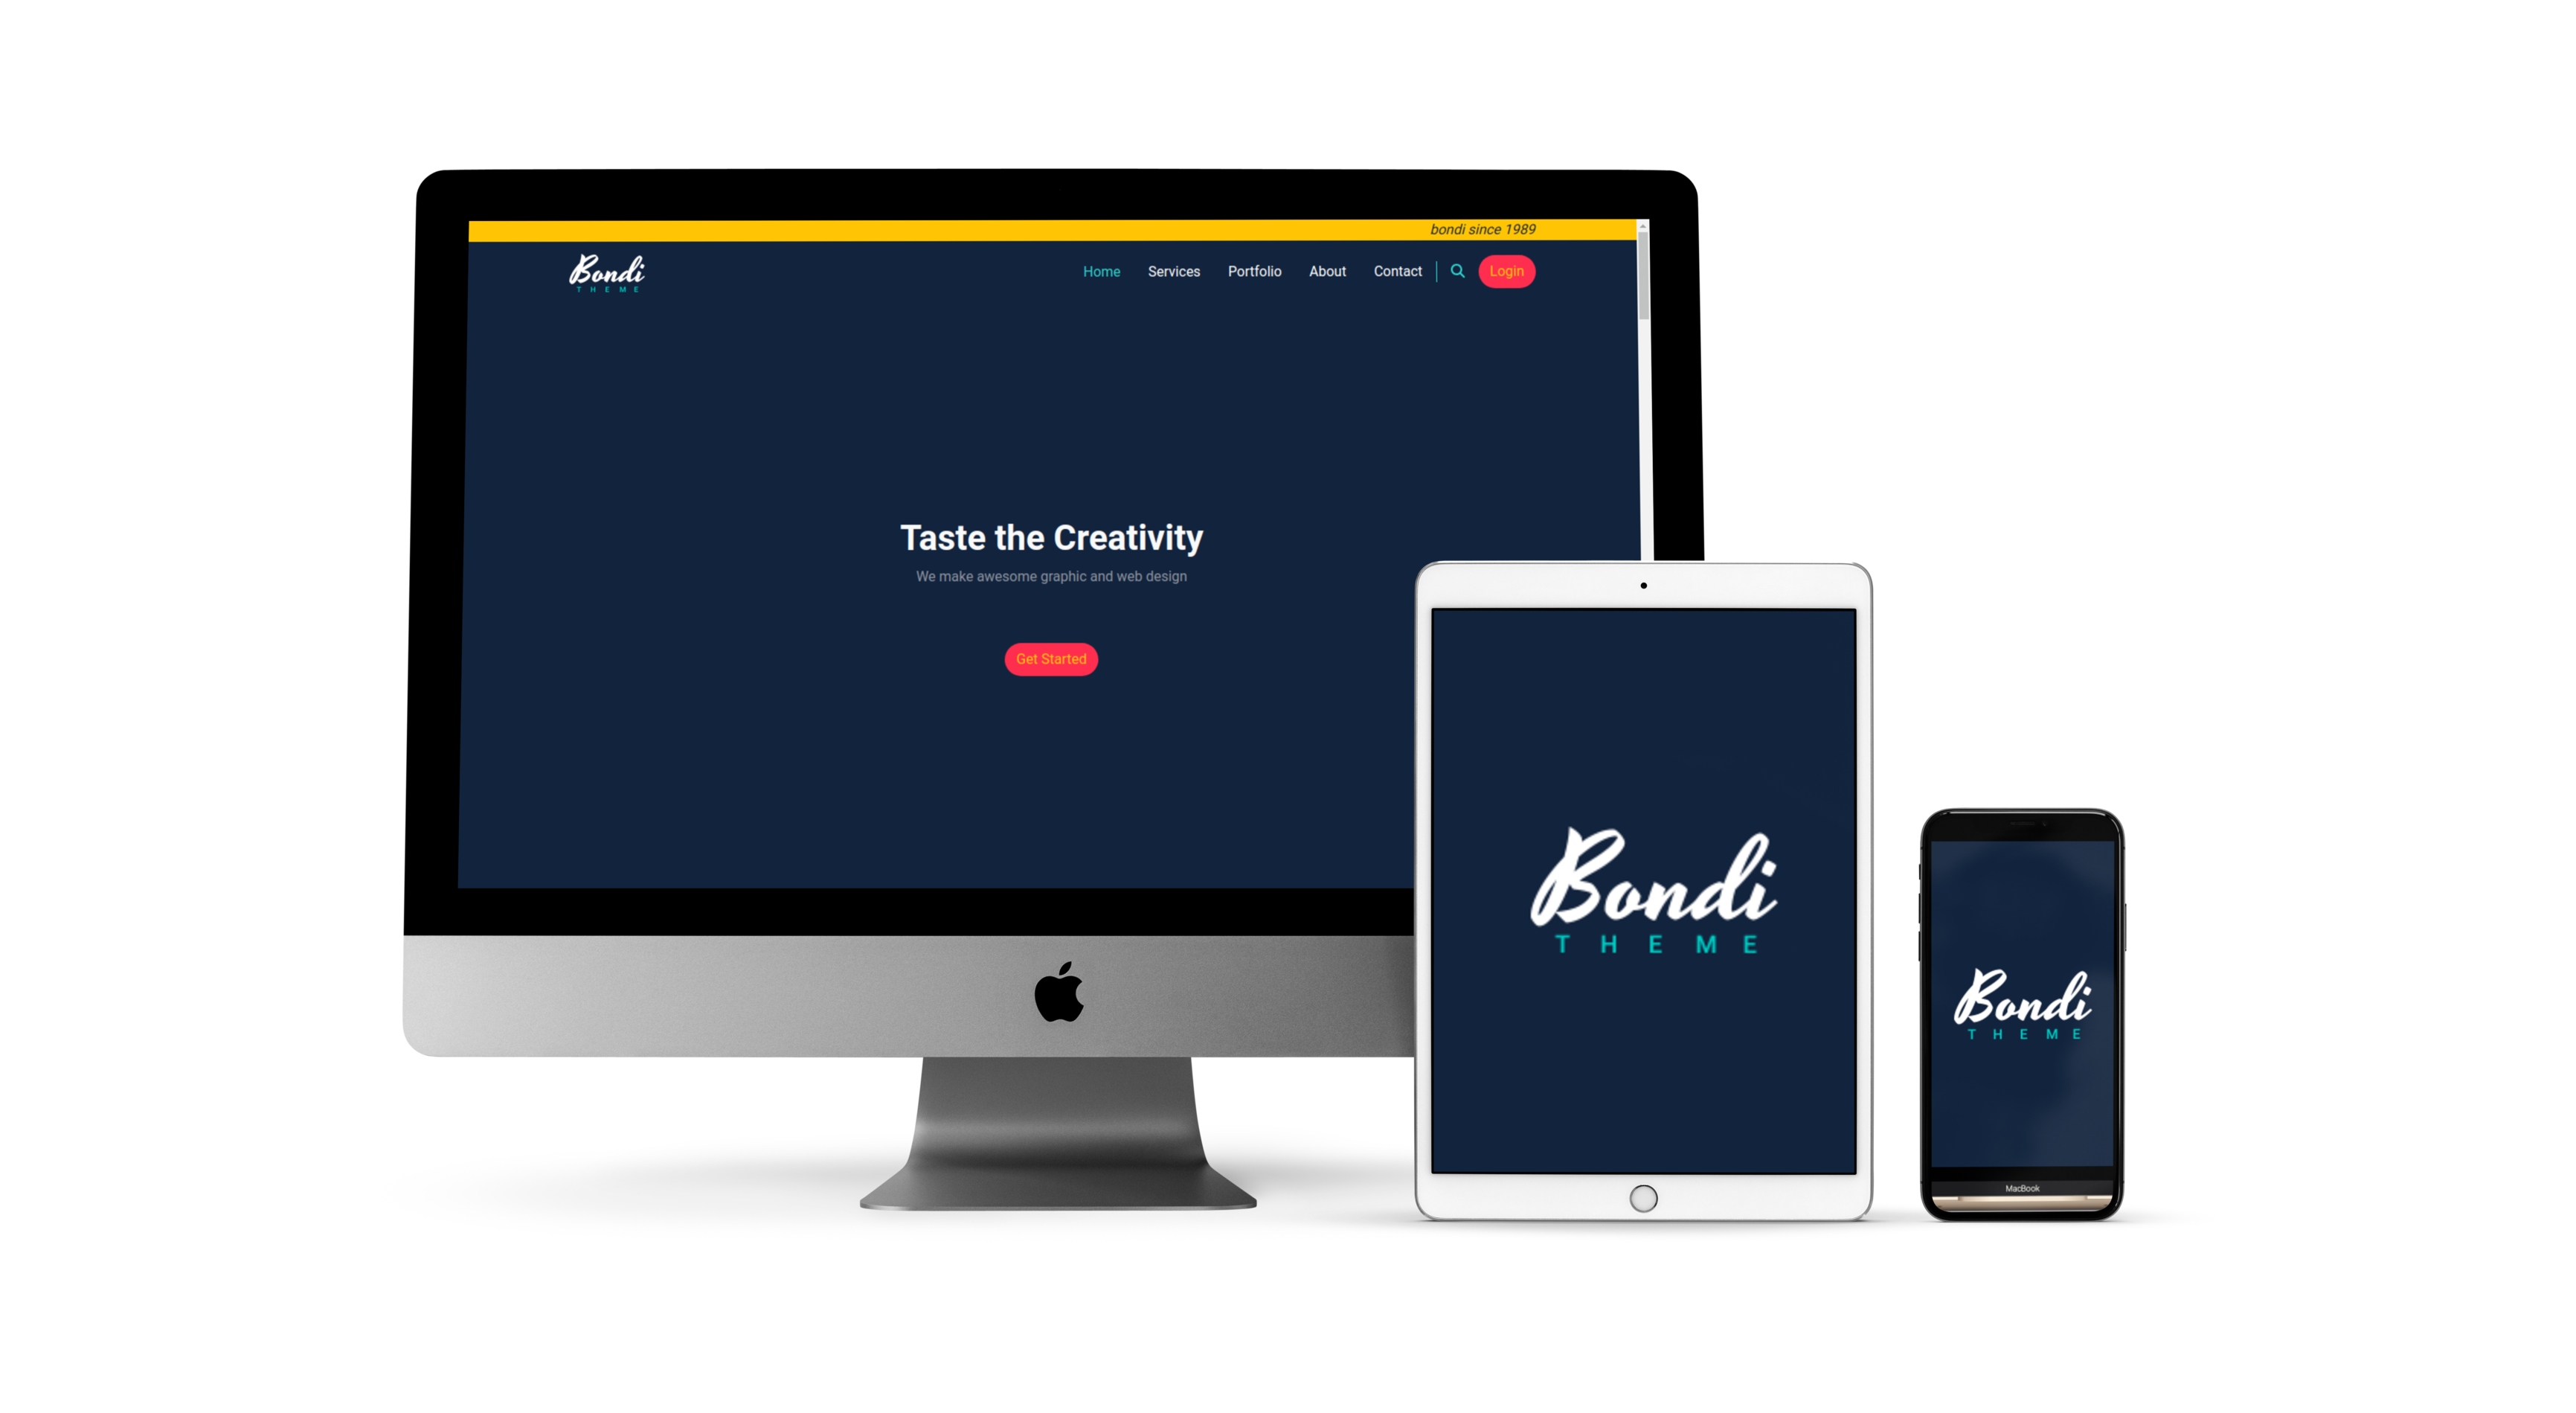 bondi since 1989
Bondi
THEME
Home Services Portfolio About Contact Login
Taste the Creativity
We make awesome graphic and web design
Get Started
Bondi
THEME
Bondi
THEME
MacBook